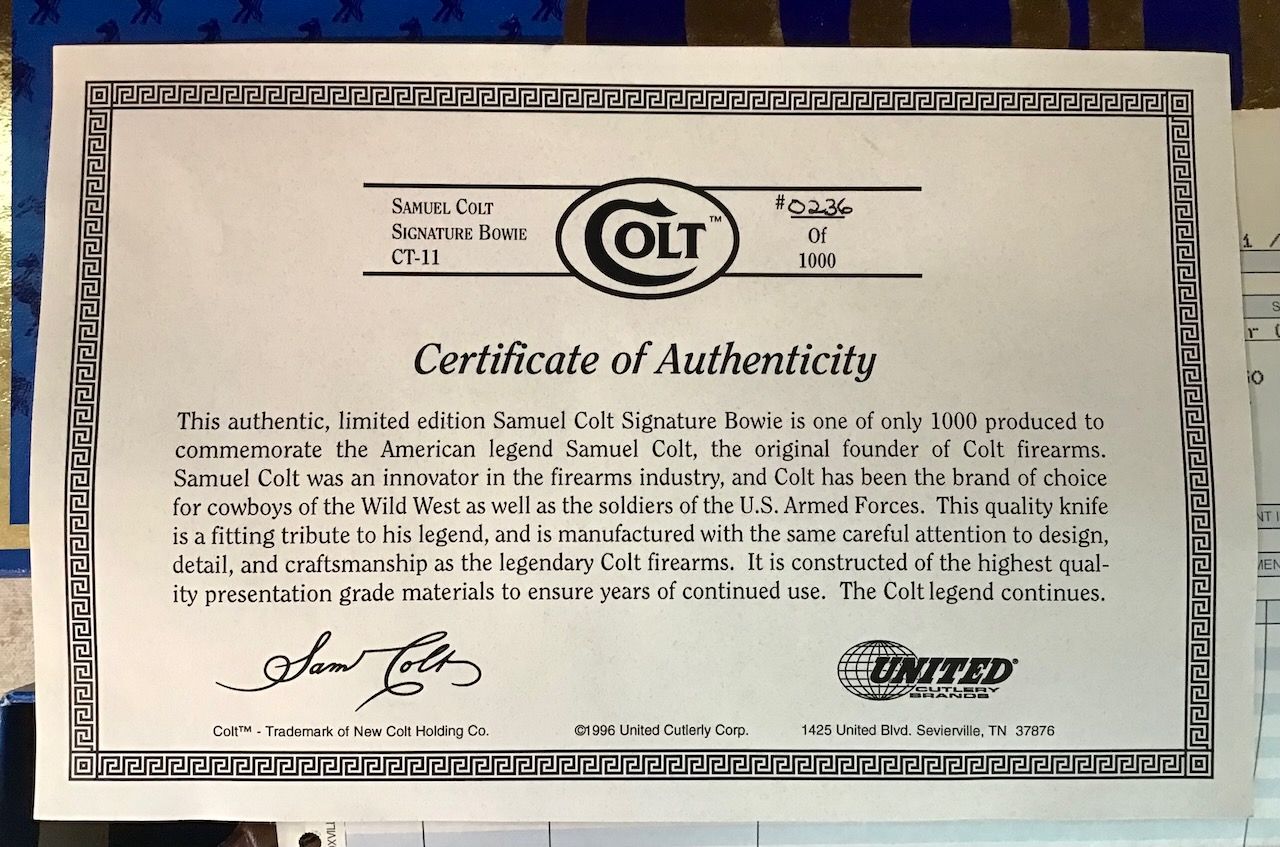 SAMUEL COLT
SIGNATURE BOWIE
CT-11
COLT™
#0236
Of
1000
Certificate of Authenticity
This authentic, limited edition Samuel Colt Signature Bowie is one of only 1000 produced to
commemorate the American legend Samuel Colt, the original founder of Colt firearms.
Samuel Colt was an innovator in the firearms industry, and Colt has been the brand of choice
for cowboys of the Wild West as well as the soldiers of the U.S. Armed Forces. This quality knife
is a fitting tribute to his legend, and is manufactured with the same careful attention to design,
detail, and craftsmanship as the legendary Colt firearms. It is constructed of the highest qual-
ity presentation grade materials to ensure years of continued use. The Colt legend continues.
Sam Colt
UNITED®
CUTLERY
BRANDS
Colt™ - Trademark of New Colt Holding Co.
©1996 United Cutlerly Corp.
1425 United Blvd. Sevierville, TN 37876